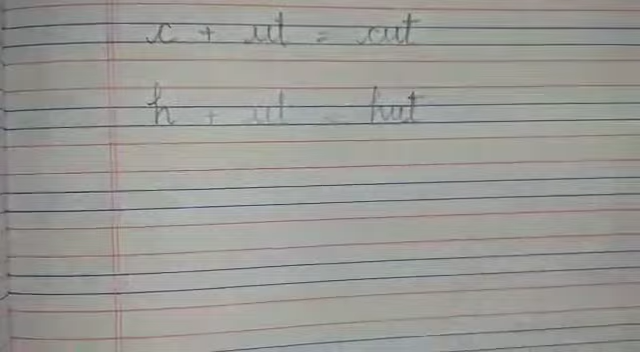 c + ut = cut
h + ut = hut